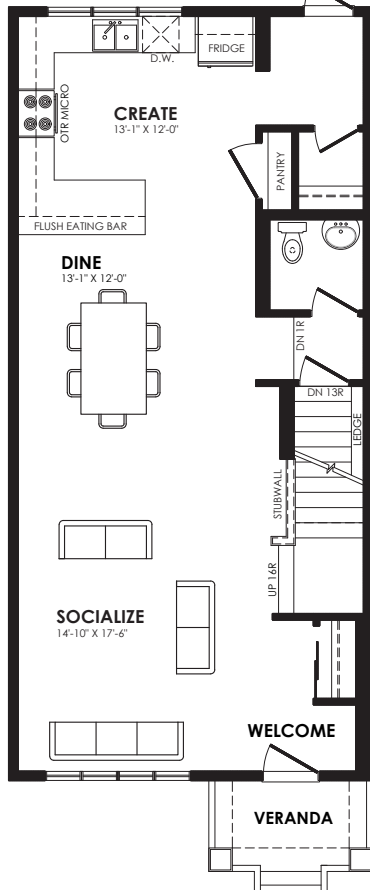 FRIDGE
D.W.
OTR MICRO
CREATE
13'-1" X 12'-0"
PANTRY
FLUSH EATING BAR
DINE
13'-1" X 12'-0"
DN 1R
DN 13R
LEDGE
STUBWALL
UP 16R
SOCIALIZE
14'-10" X 17'-6"
WELCOME
VERANDA